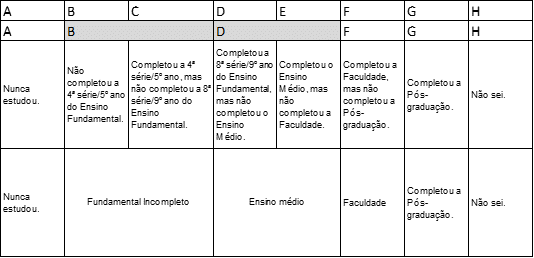 A B C D E F G H
A B D F G H
Nunca
estudou.
Não
completou a
4ª série/5º ano
do Ensino
Fundamental.
Completou a 4ª
série/5º ano, mas
não completou a 8ª
série/9º ano do
Ensino
Fundamental.
Completou a
8ª série/9º ano
do Ensino
Fundamental,
mas não
completou o
Ensino
Médio.
Completou o
Ensino
Médio, mas
não
completou a
Faculdade.
Completou a
Faculdade,
mas não
completou a
Pós-
graduação.
Completou a
Pós-
graduação.
Não sei.
Nunca
estudou.
Fundamental Incompleto
Ensino médio
Faculdade
Completou a
Pós-
graduação.
Não sei.